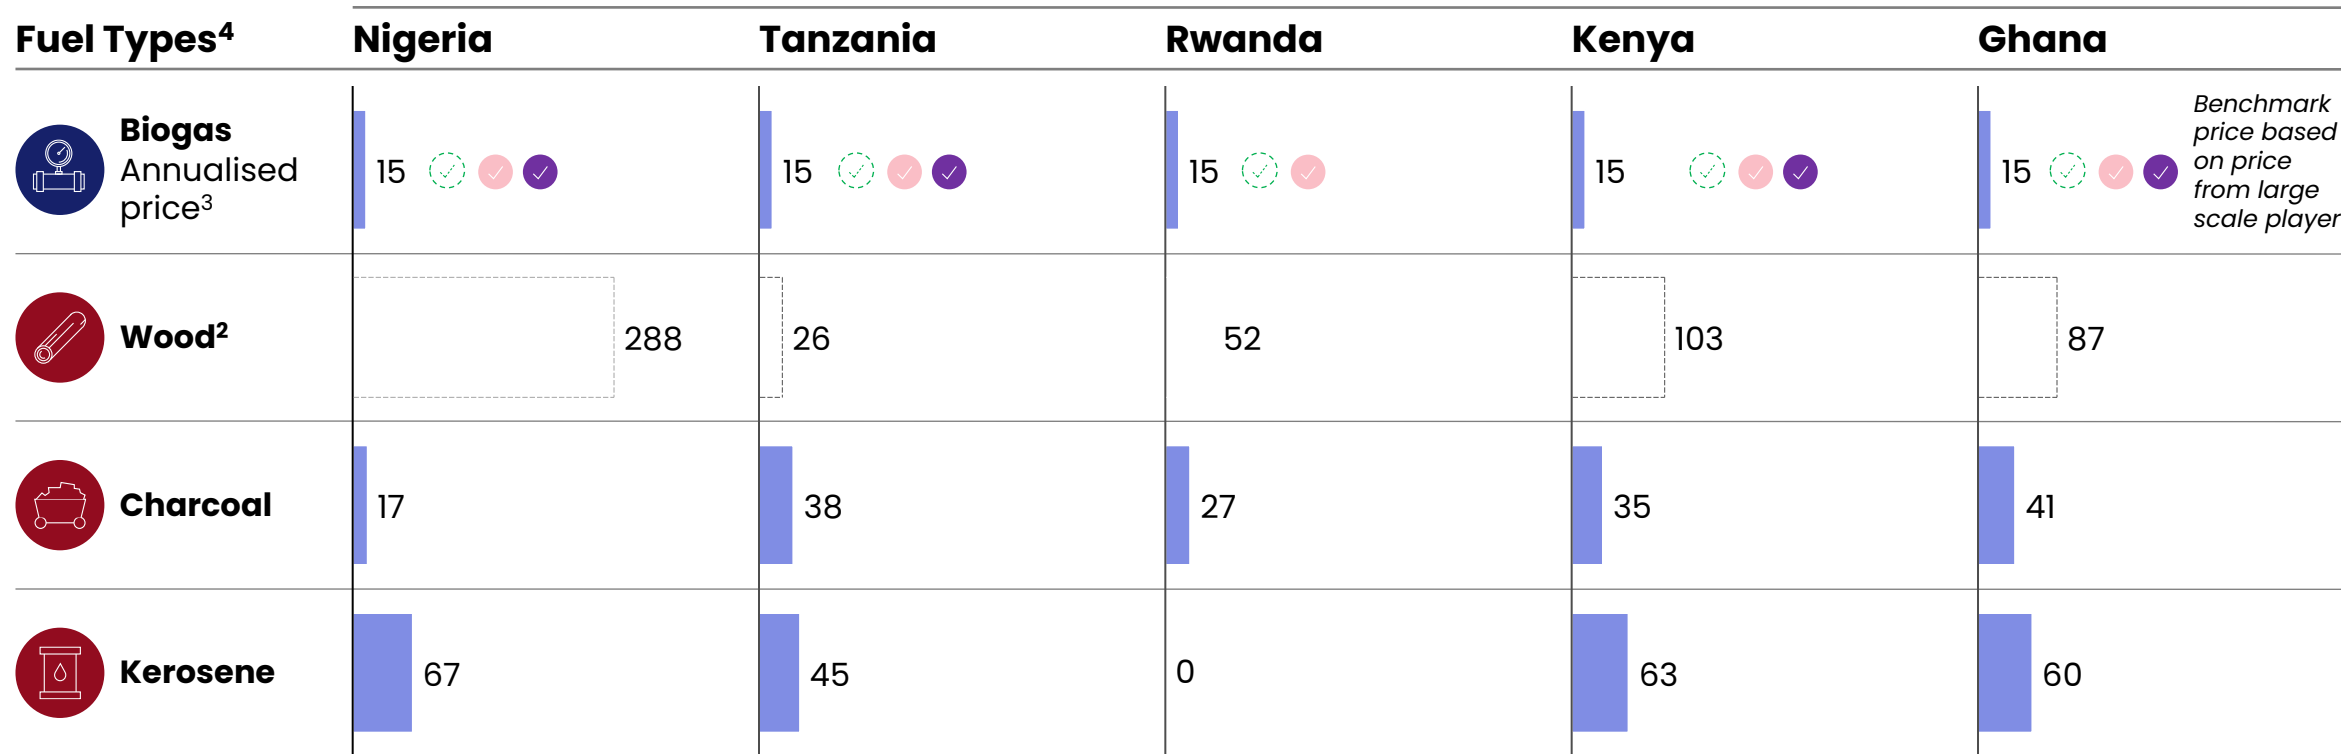 Fuel Types⁴ Nigeria Tanzania Rwanda Kenya Ghana
Biogas
Annualised
price³
15 15 15 15 15
Benchmark
price based
on price
from large
scale player
Wood² 288 26 52 103 87
Charcoal 17 38 27 35 41
Kerosene 67 45 0 63 60